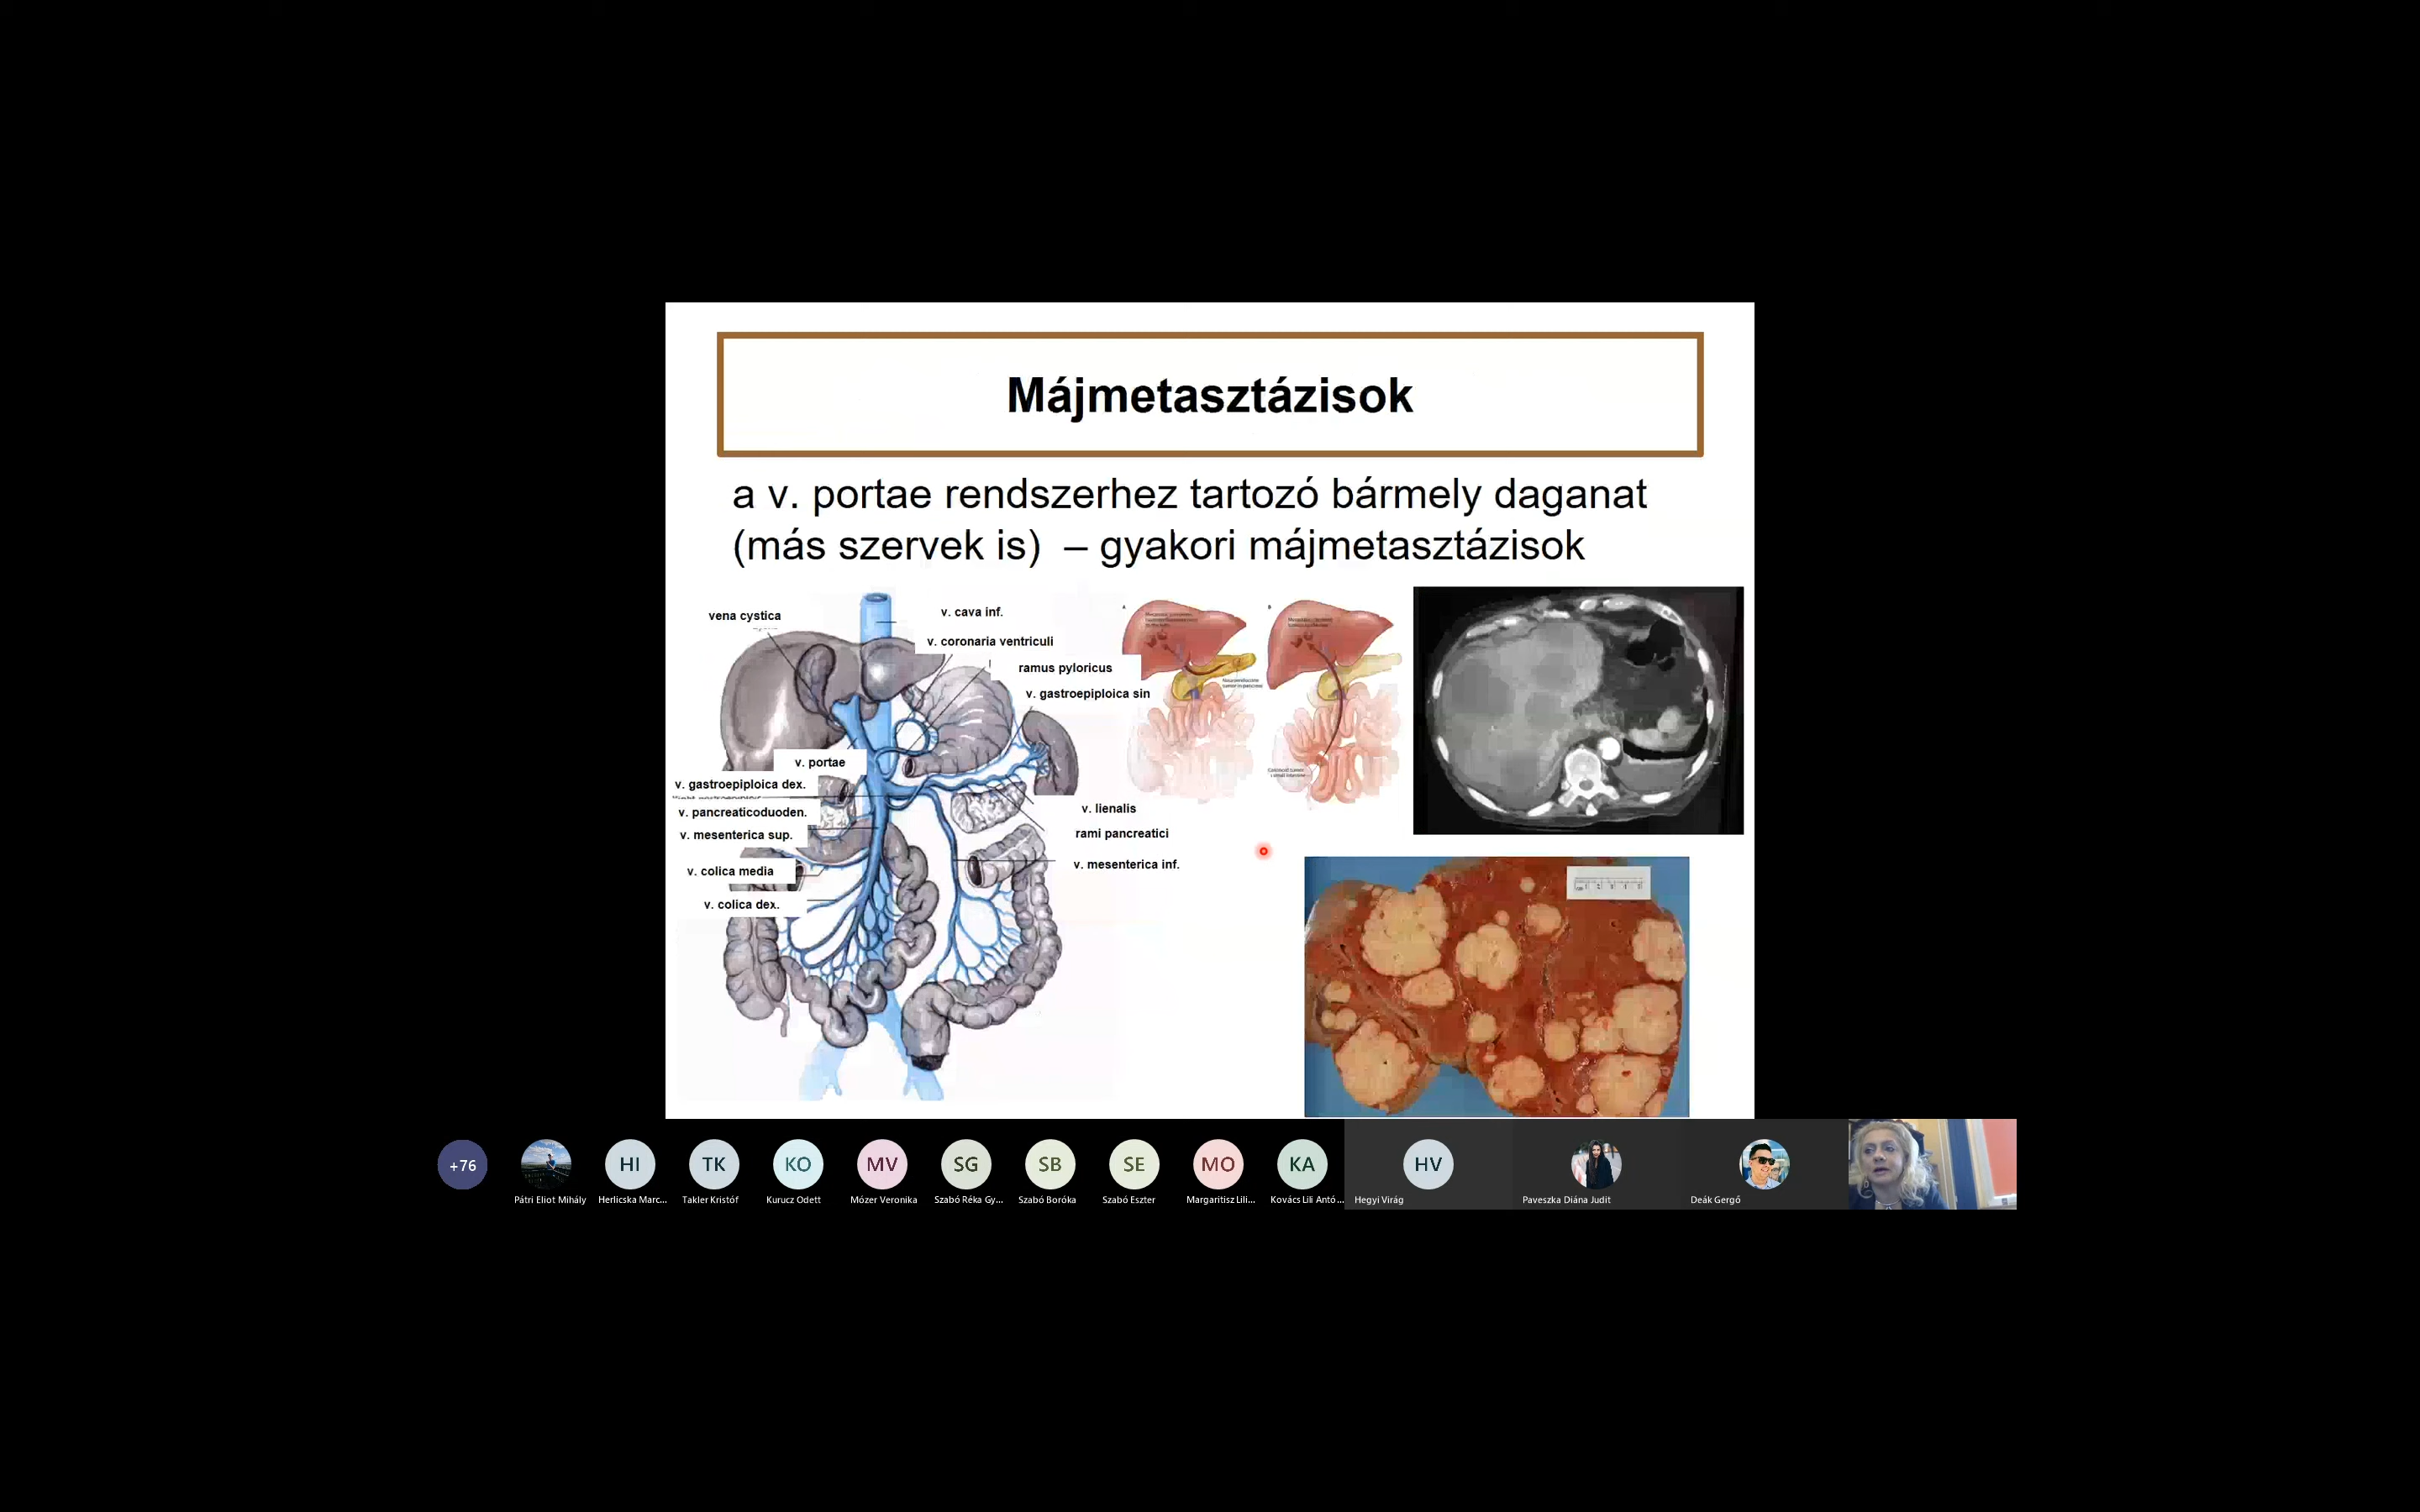 Májmetasztázisok
a v. portae rendszerhez tartozó bármely daganat
(más szervek is) – gyakori májmetasztázisok
vena cystica
v. cava inf.
v. coronaria ventriculi
ramus pyloricus
v. gastroepiploica sin
v. portae
v. gastroepiploica dex.
v. pancreaticoduoden.
v. mesenterica sup.
v. colica media
v. colica dex.
v. lienalis
rami pancreatici
v. mesenterica inf.
A
B
+76
HI
TK
KO
MV
SG
SB
SE
MO
KA
HV
Pátri Eliot Mihály
Herlicska Marc...
Takler Kristóf
Kurucz Odett
Mózer Veronika
Szabó Réka Gy...
Szabó Boróka
Szabó Eszter
Margaritisz Lili...
Kovács Lili Antó...
Hegyi Virág
Paveszka Diána Judit
Deák Gergő